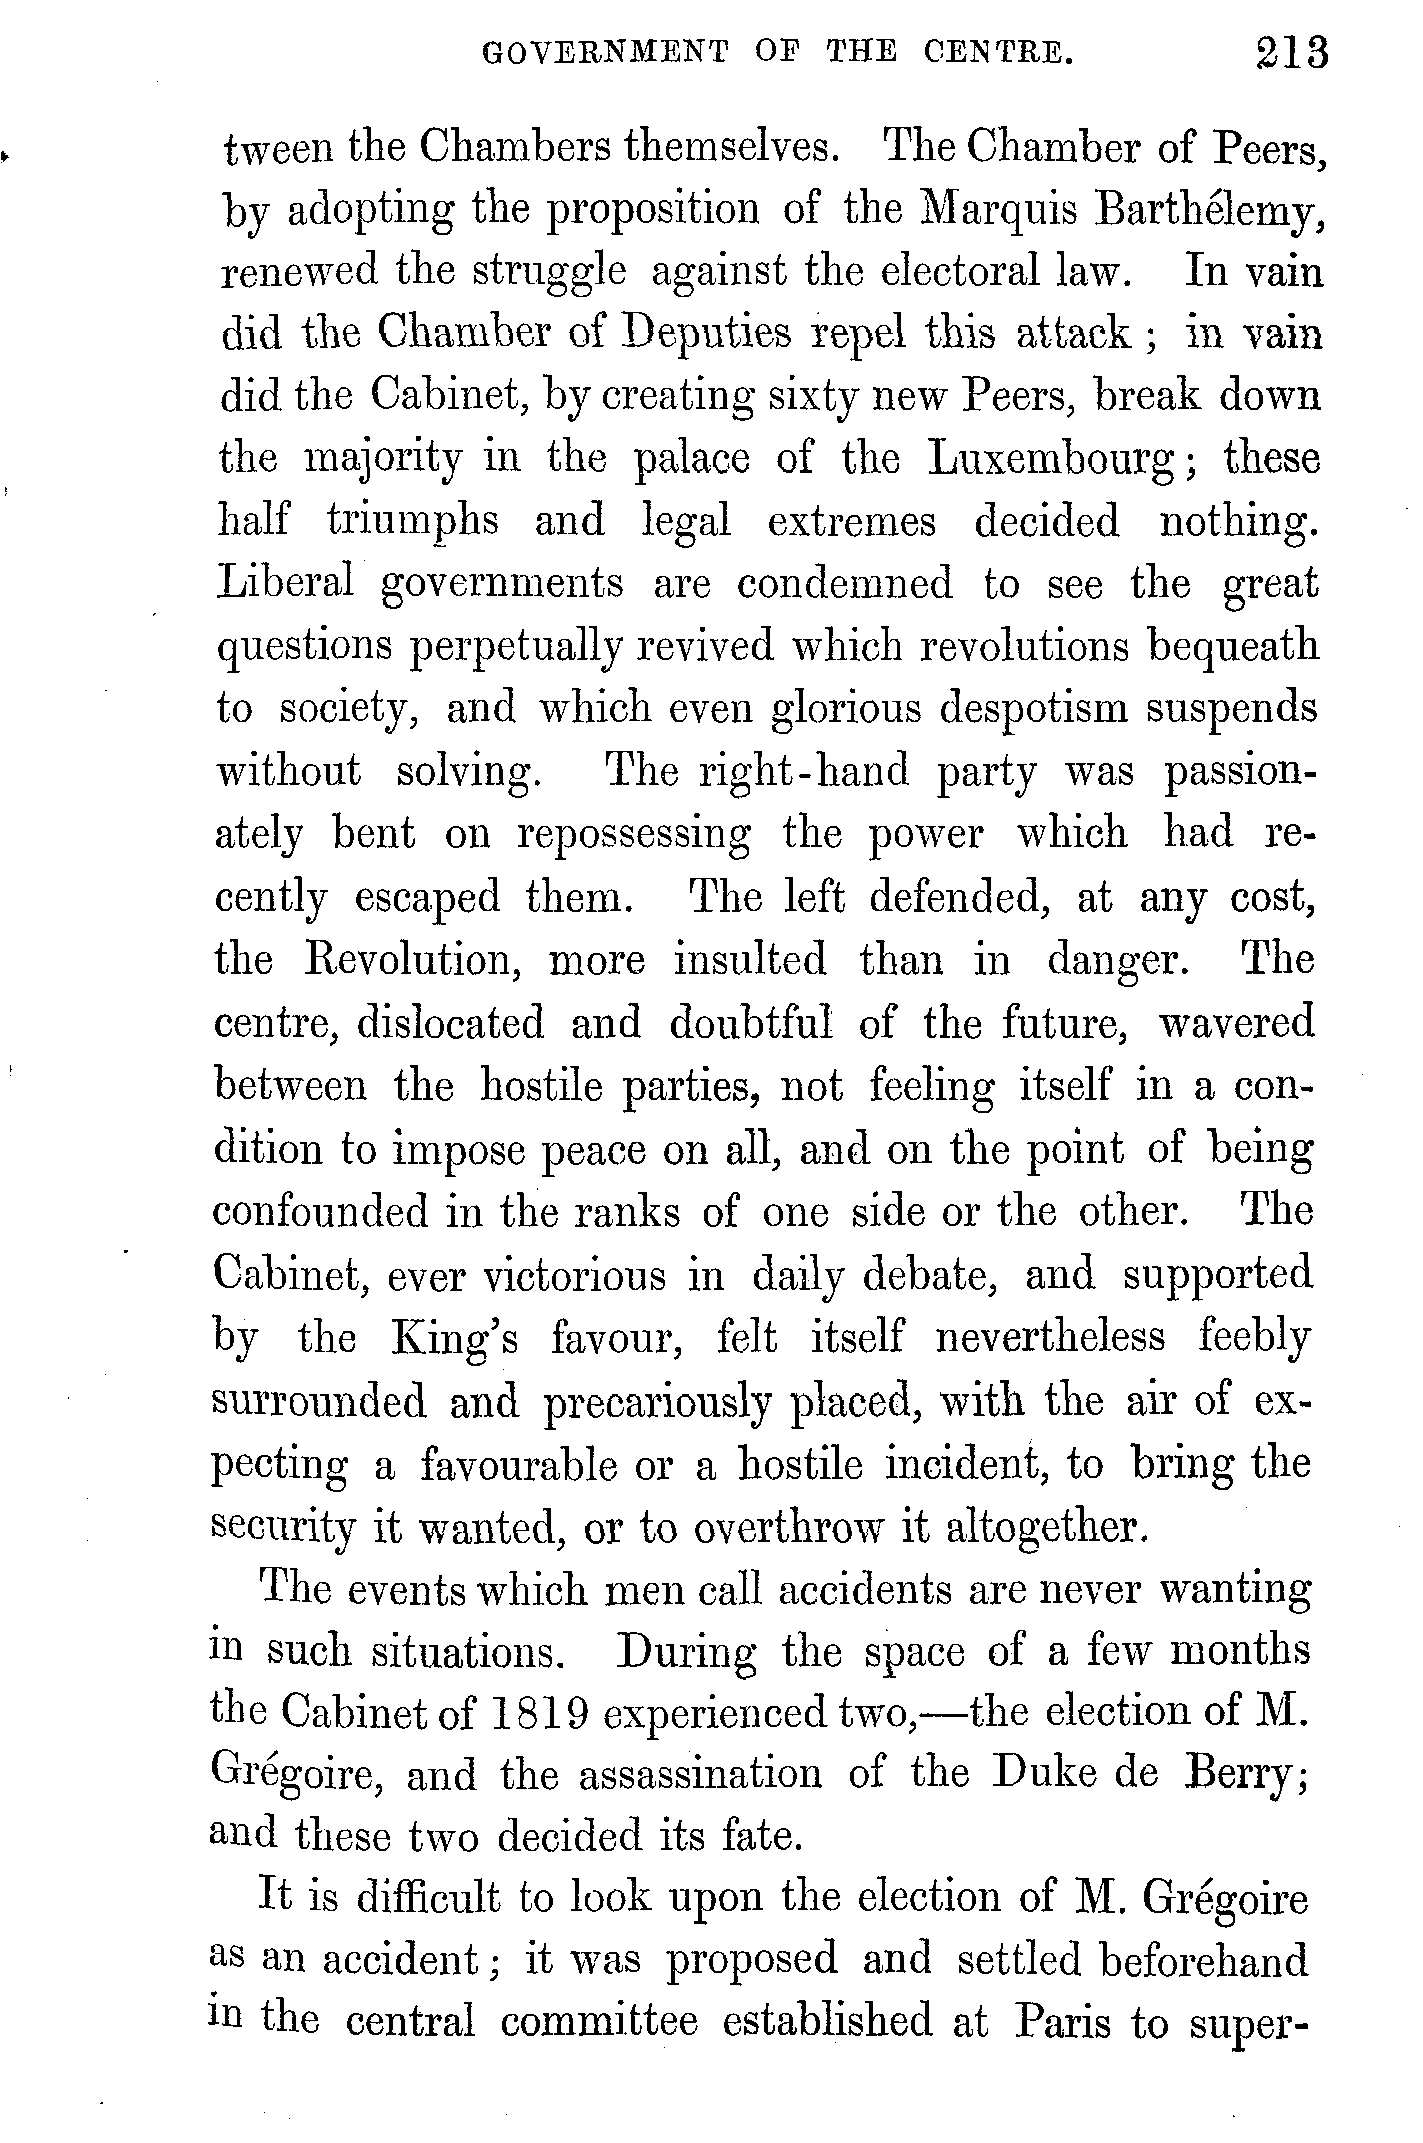 GOVERNMENT OF THE CENTRE. 213
tween the Chambers themselves. The Chamber of Peers,
by adopting the proposition of the Marquis Barthélemy,
renewed the struggle against the electoral law. In vain
did the Chamber of Deputies repel this attack ; in vain
did the Cabinet, by creating sixty new Peers, break down
the majority in the palace of the Luxembourg ; these
half triumphs and legal extremes decided nothing.
Liberal governments are condemned to see the great
questions perpetually revived which revolutions bequeath
to society, and which even glorious despotism suspends
without solving. The right-hand party was passion-
ately bent on repossessing the power which had re-
cently escaped them. The left defended, at any cost,
the Revolution, more insulted than in danger. The
centre, dislocated and doubtful of the future, wavered
between the hostile parties, not feeling itself in a con-
dition to impose peace on all, and on the point of being
confounded in the ranks of one side or the other. The
Cabinet, ever victorious in daily debate, and supported
by the King's favour, felt itself nevertheless feebly
surrounded and precariously placed, with the air of ex-
pecting a favourable or a hostile incident, to bring the
security it wanted, or to overthrow it altogether.
The events which men call accidents are never wanting
in such situations. During the space of a few months
the Cabinet of 1819 experienced two,—the election of M.
Grégoire, and the assassination of the Duke de Berry;
and these two decided its fate.
It is difficult to look upon the election of M. Grégoire
as an accident ; it was proposed and settled beforehand
in the central committee established at Paris to super-